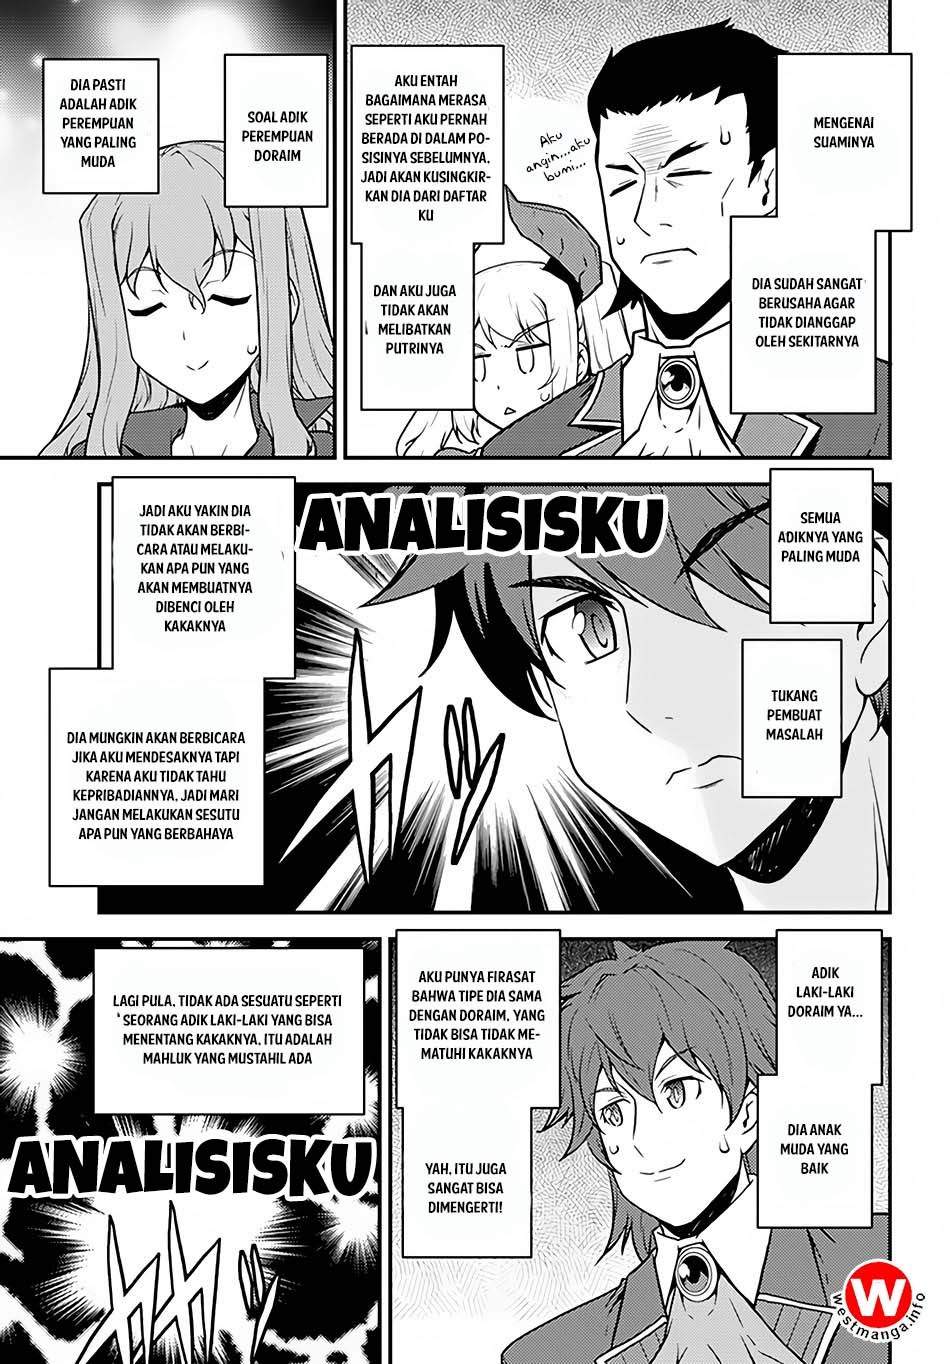 MENGENAI
SUAMINYA
DIA SUDAH SANGAT
BERUSAHA AGAR
TIDAK DIANGGAP
OLEH SEKITARNYA
Aku
angin...aku
bumi...
AKU ENTAH
BAGAIMANA MERASA
SEPERTI AKU PERNAH
BERADA DI DALAM PO-
SISINYA SEBELUMNYA,
JADI AKAN KUSINGKIR-
KAN DIA DARI DAFTAR
KU
DAN AKU JUGA
TIDAK AKAN
MELIBATKAN
PUTRINYA
SOAL ADIK
PEREMPUAN
DORAIM
DIA PASTI
ADALAH ADIK
PEREMPUAN
YANG PALING
MUDA
SEMUA
ADIKNYA YANG
PALING MUDA
TUKANG
PEMBUAT
MASALAH
ANALISISKU
JADI AKU YAKIN DIA
TIDAK AKAN BERBI-
CARA ATAU MELAKU-
KAN APA PUN YANG
AKAN MEMBUATNYA
DIBENCI OLEH
KAKAKNYA
DIA MUNGKIN AKAN BERBICARA
JIKA AKU MENDESAKNYA TAPI
KARENA AKU TIDAK TAHU
KEPRIBADIANNYA, JADI MARI
JANGAN MELAKUKAN SESUTU
APA PUN YANG BERBAHAYA
ADIK
LAKI-LAKI
DORAIM YA...
DIA ANAK
MUDA YANG
BAIK
AKU PUNYA FIRASAT
BAHWA TIPE DIA SAMA
DENGAN DORAIM, YANG
TIDAK BISA TIDAK ME-
MATUHI KAKAKNYA
YAH, ITU JUGA
SANGAT BISA
DIMENGERTI!
LAGI PULA, TIDAK ADA SESUATU SEPERTI
'SEORANG ADIK LAKI-LAKI YANG BISA
MENENTANG KAKAKNYA, ITU ADALAH
MAHLUK YANG MUSTAHIL ADA
ANALISISKU
W
westmanga.info